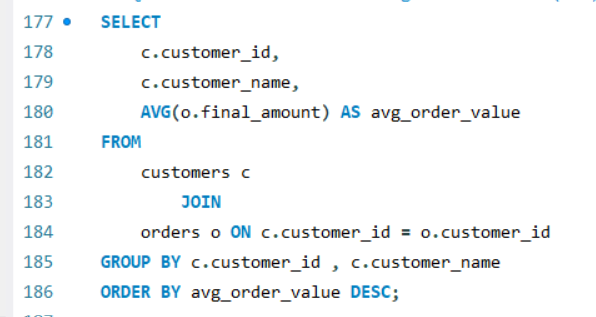 177 SELECT
178 c.customer_id,
179 c.customer_name,
180 AVG(o.final_amount) AS avg_order_value
181 FROM
182 customers c
183 JOIN
184 orders o ON c.customer_id = o.customer_id
185 GROUP BY c.customer_id , c.customer_name
186 ORDER BY avg_order_value DESC;